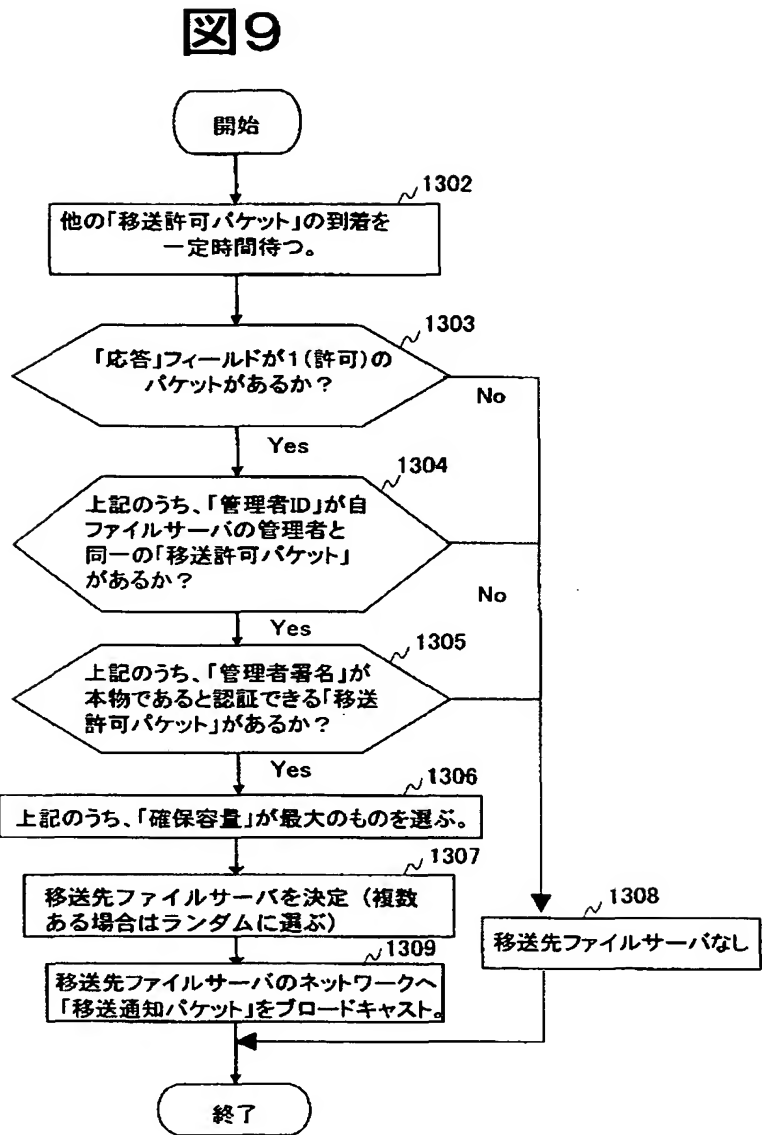 図9
開始
1302
他の「移送許可パケット」の到着を
一定時間待つ。
1303
「応答」フィールドが1(許可)の
パケットがあるか?
No
Yes
1304
上記のうち、「管理者ID」が自
ファイルサーバの管理者と
同一の「移送許可パケット」
があるか?
No
Yes
1305
上記のうち、「管理者署名」が
本物であると認証できる「移送
許可パケット」があるか?
Yes
1306
上記のうち、「確保容量」が最大のものを選ぶ。
1307
移送先ファイルサーバを決定(複数
ある場合はランダムに選ぶ)
1308
移送先ファイルサーバなし
1309
移送先ファイルサーバのネットワークへ
「移送通知パケット」をブロードキャスト。
終了